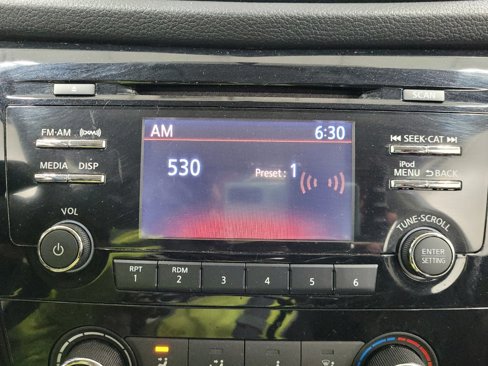 SCAN
FM·AM
AM 6:30
SEEK·CAT
MEDIA DISP
530 Preset : 1
iPod
MENU BACK
VOL
TUNE·SCROLL
ENTER
SETTING
RPT RDM
1 2 3 4 5 6